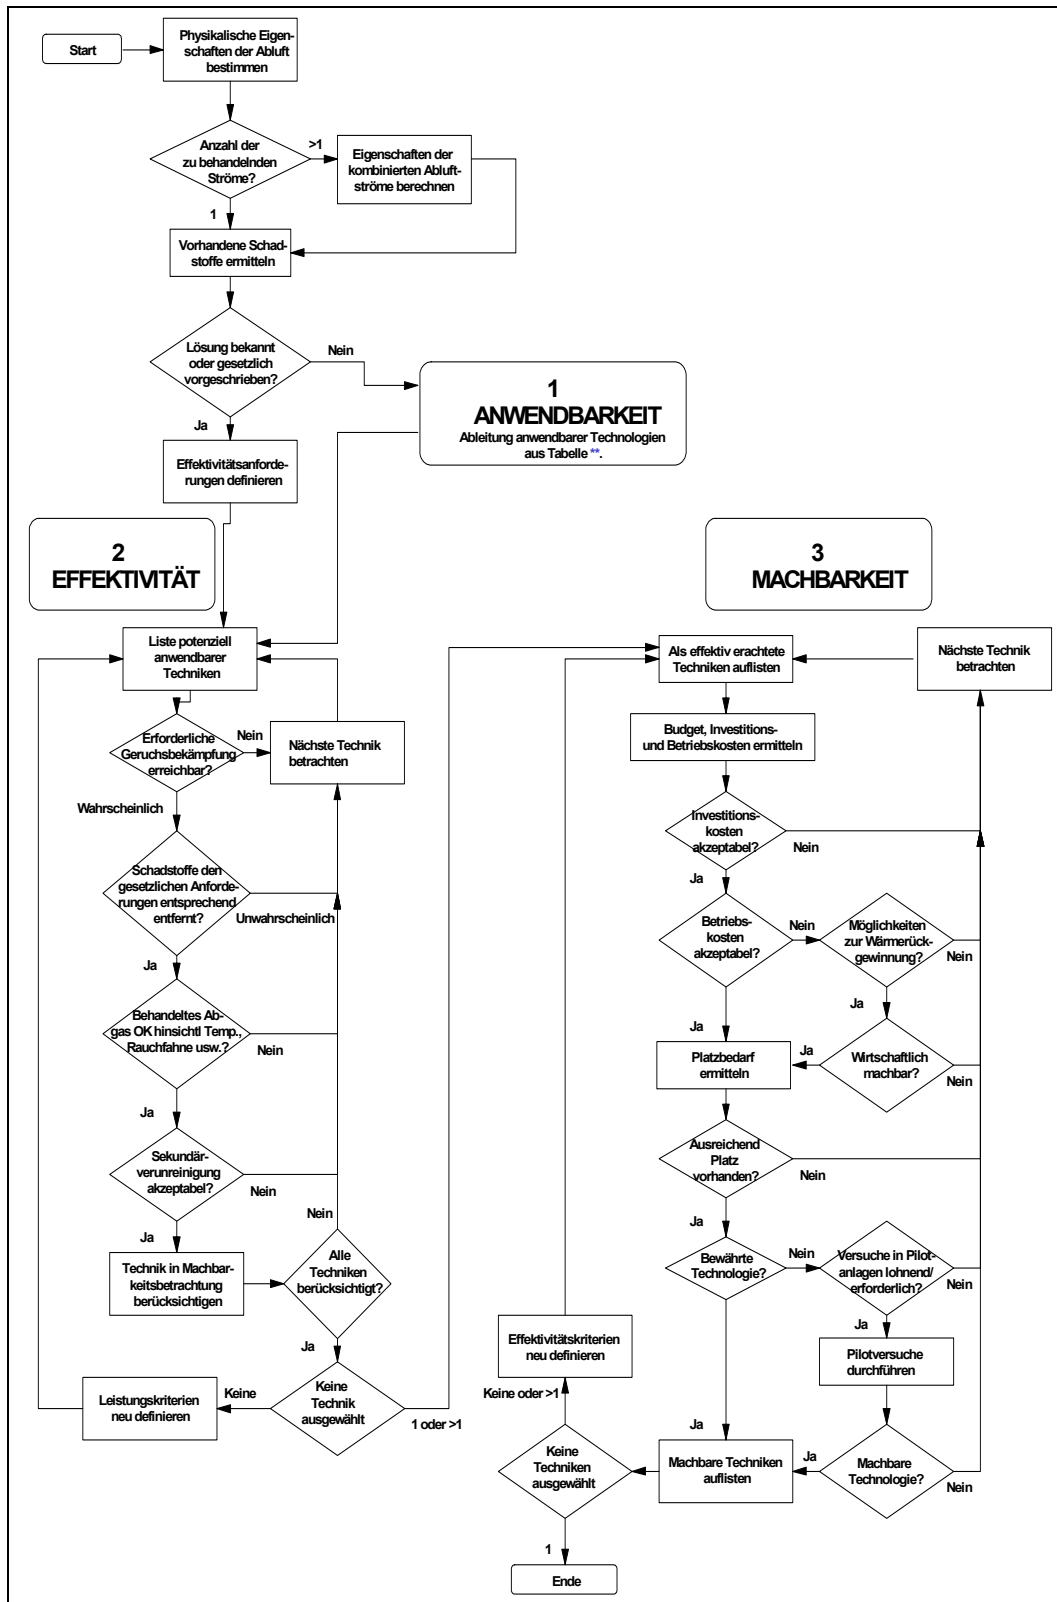 Start
Physikalische Eigen-
schaften der Abluft
bestimmen
Anzahl der
zu behandelnden
Ströme?
>1
Eigenschaften der
kombinierten Abluft-
ströme berechnen
1
Vorhandene Schad-
stoffe ermitteln
Lösung bekannt
oder gesetzlich
vorgeschrieben?
Nein
Ja
1
ANWENDBARKEIT
Ableitung anwendbarer Technologien
aus Tabelle **.
Effektivitätsanforde-
rungen definieren
2
EFFEKTIVITÄT
Liste potenziell
anwendbarer
Techniken
Erforderliche
Geruchsbekämpfung
erreichbar?
Nein
Nächste Technik
betrachten
Wahrscheinlich
Schadstoffe den
gesetzlichen Anforde-
rungen entsprechend
entfernt?
Unwahrscheinlich
Ja
Behandeltes Ab-
gas OK hinsichtl Temp.,
Rauchfahne usw.?
Nein
Ja
Sekundär-
verunreinigung
akzeptabel?
Nein
Ja
Technik in Machbar-
keitsbetrachtung
berücksichtigen
Nein
Alle
Techniken
berücksichtigt?
Ja
Keine
Technik
ausgewählt
Keine
Leistungskriterien
neu definieren
1 oder >1
3
MACHBARKEIT
Als effektiv erachtete
Techniken auflisten
Nächste Technik
betrachten
Budget, Investitions-
und Betriebskosten ermitteln
Investitions-
kosten
akzeptabel?
Nein
Ja
Betriebs-
kosten
akzeptabel?
Nein
Möglichkeiten
zur Wärmerück-
gewinnung?
Nein
Ja
Ja
Wirtschaftlich
machbar?
Nein
Ja
Platzbedarf
ermitteln
Ausreichend
Platz
vorhanden?
Nein
Ja
Bewährte
Technologie?
Nein
Versuche in Pilot-
anlagen lohnend/
erforderlich?
Nein
Ja
Pilotversuche
durchführen
Machbare
Technologie?
Nein
Ja
Ja
Machbare Techniken
auflisten
Keine
Techniken
ausgewählt
Keine oder >1
Effektivitätskriterien
neu definieren
1
Ende